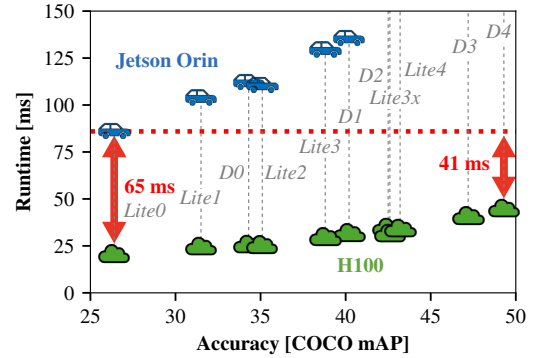 150
125
100
75
50
25
0
Runtime [ms]
Jetson Orin
D2
D3
D4
Lite4
Lite3x
D1
Lite3
D0
Lite2
65 ms
41 ms
Lite1
Lite0
H100
25 30 35 40 45 50
Accuracy [COCO mAP]